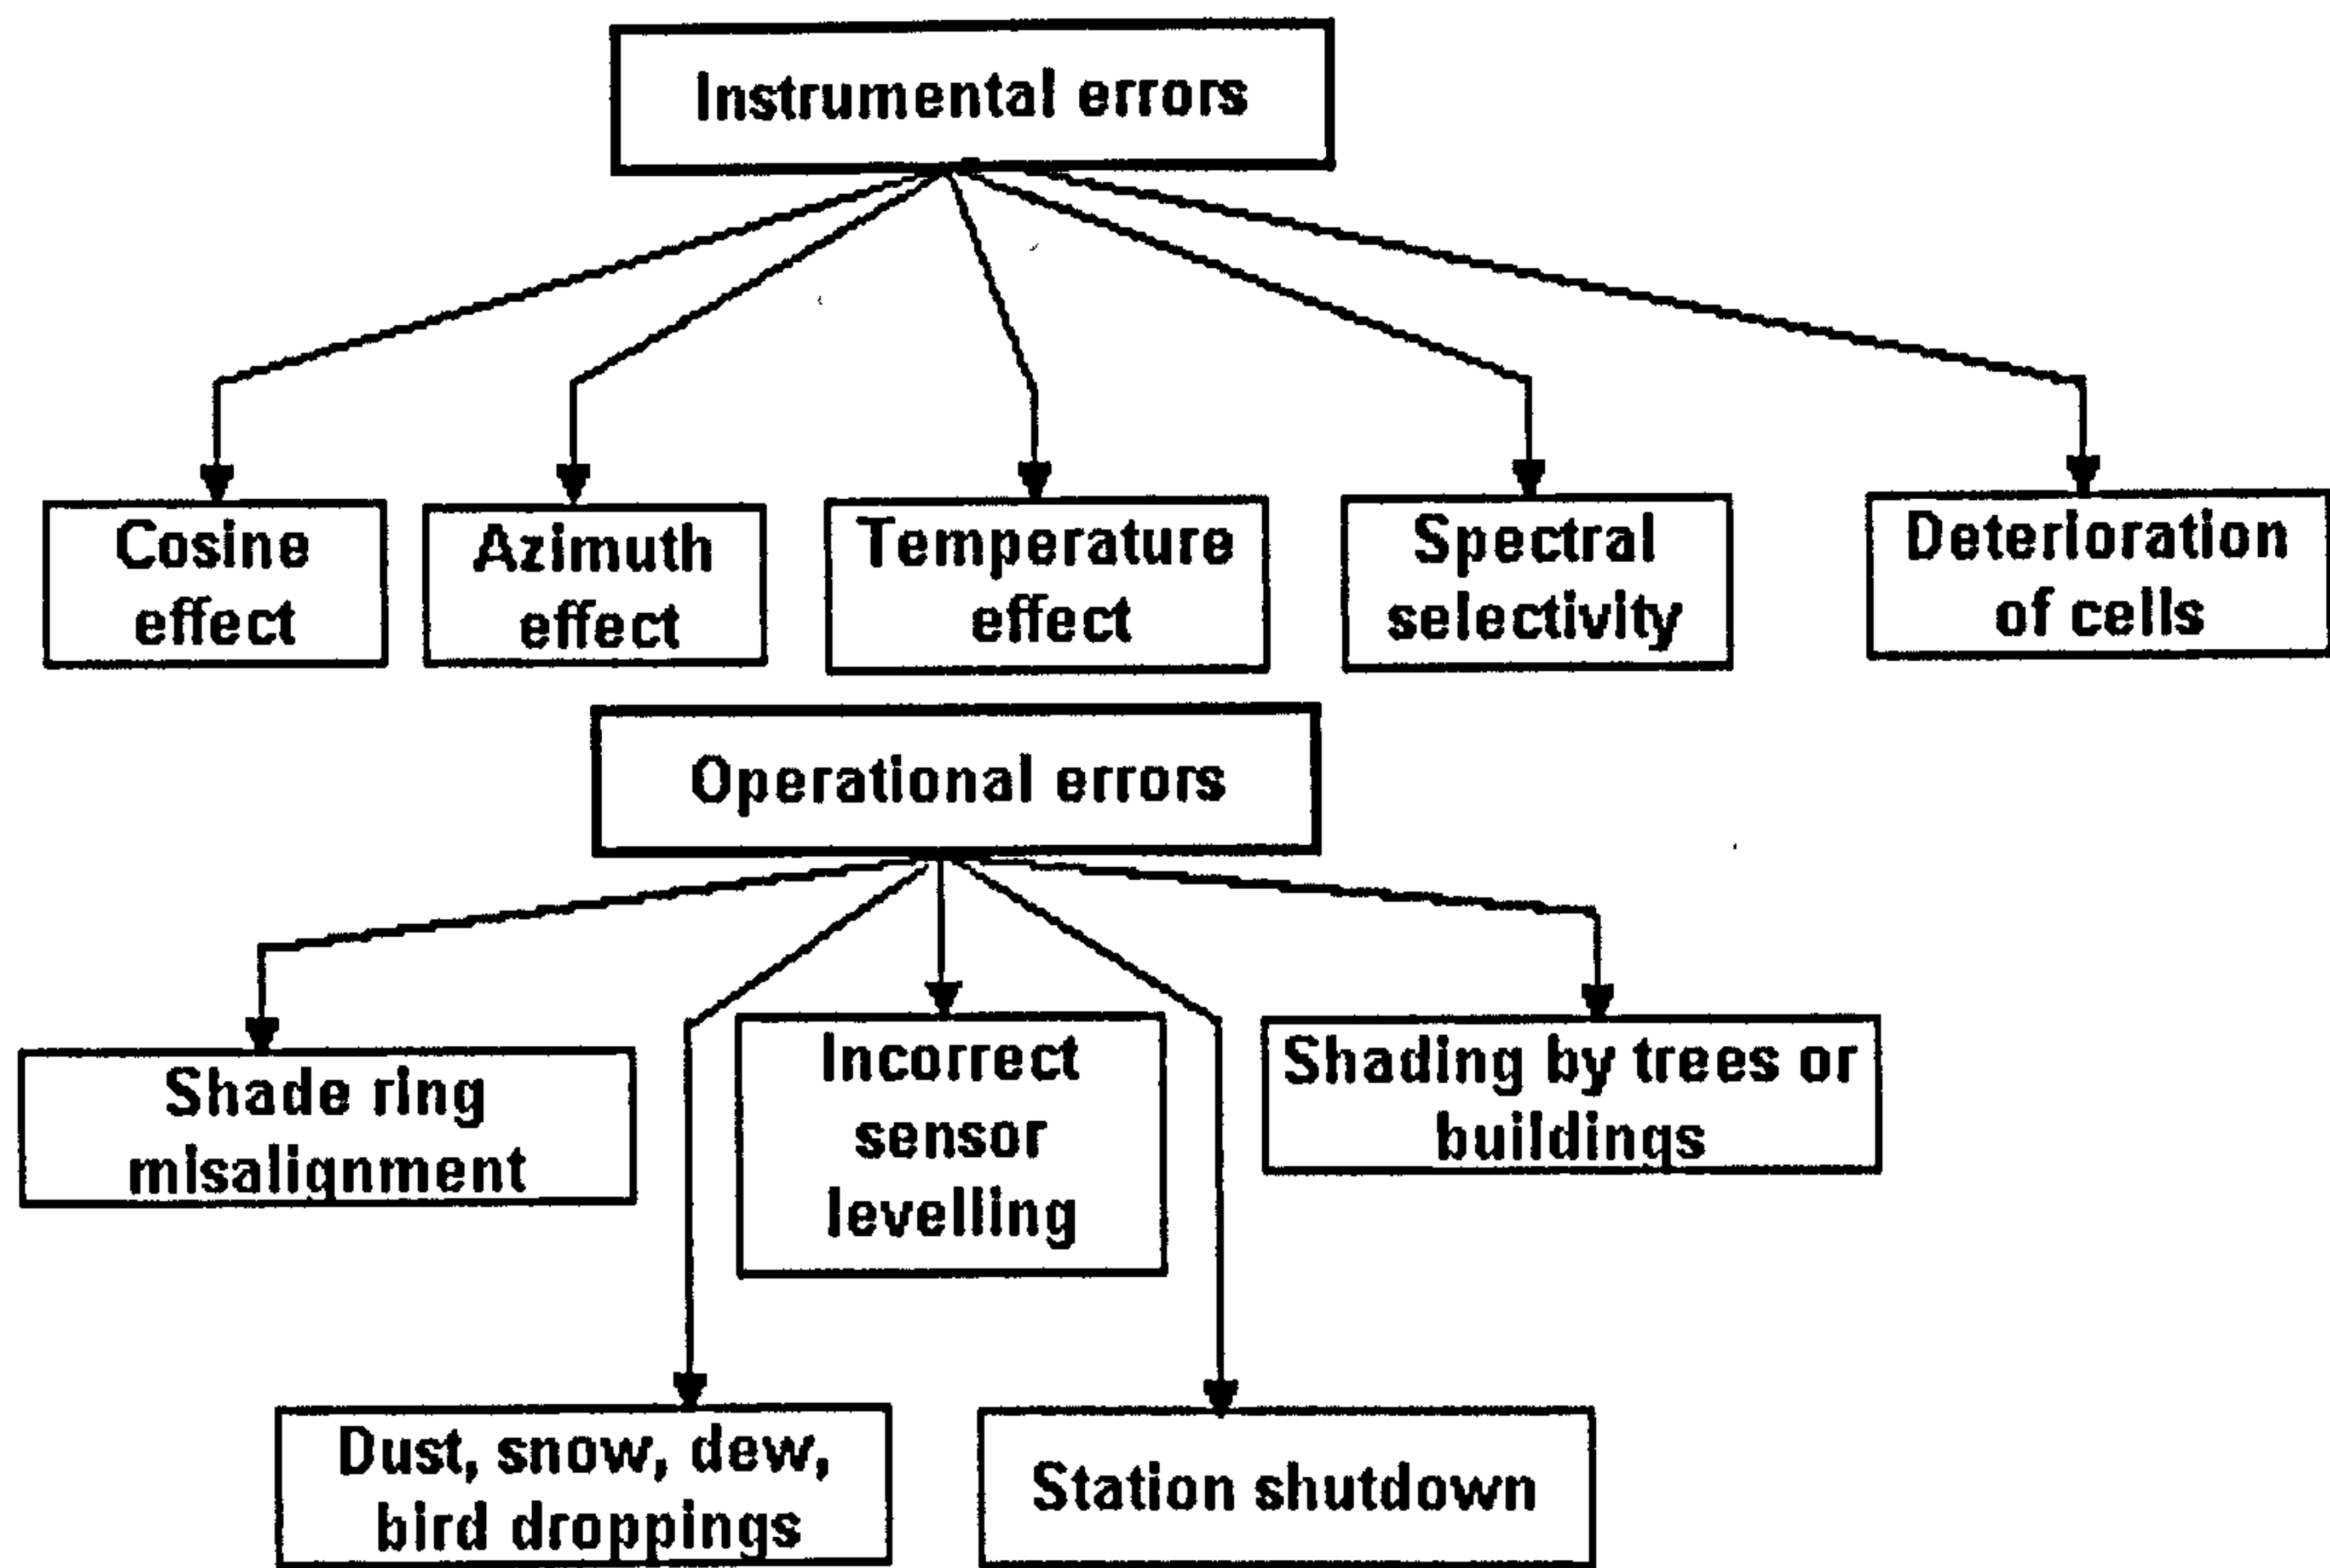 Instrumental errors
Cosine
effect
Azimuth
effect
Temperature
effect
Spectral
selectivity
Deterioration
of cells
Operational errors
Shade ring
misalignment
Incorrect
sensor
levelling
Shading by trees or
buildings
Dust, snow, dew,
bird droppings
Station shutdown